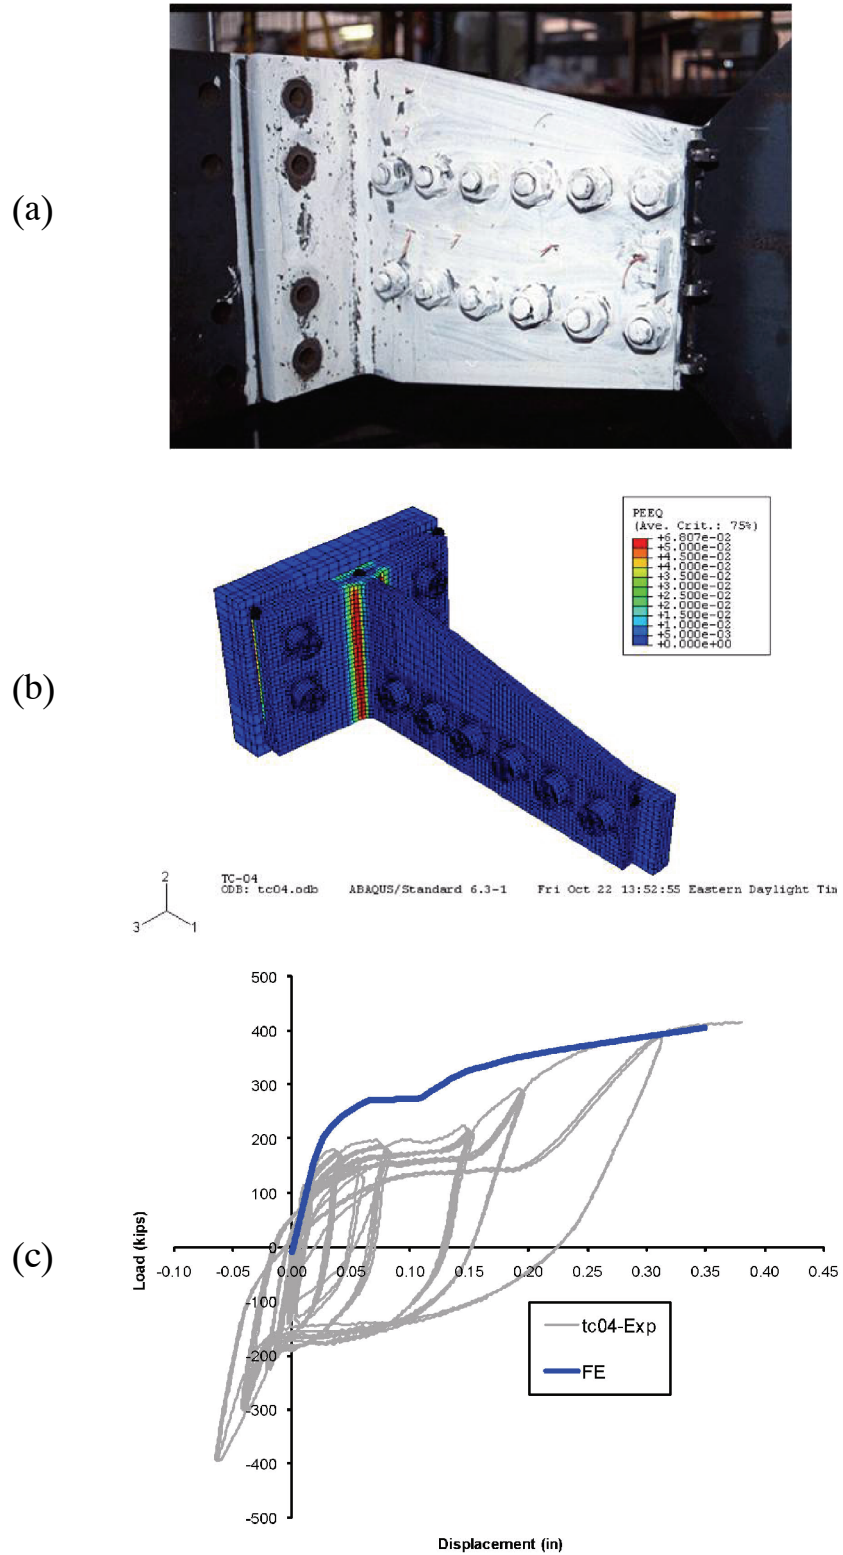 (a)
(b)
PEEQ
(Ave. Crit.: 75%)
+6.807e-02
+5.000e-02
+4.500e-02
+4.000e-02
+3.500e-02
+3.000e-02
+2.500e-02
+2.000e-02
+1.500e-02
+1.000e-02
+5.000e-03
+0.000e+00
2
3
1
TC-04
ODB: tc04.odb ABAQUS/Standard 6.3-1 Fri Oct 22 13:52:55 Eastern Daylight Tim
(c)
Load (kips)
500
400
300
200
100
0
-100
-200
-300
-400
-500
-0.10 -0.05 0.00 0.05 0.10 0.15 0.20 0.25 0.30 0.35 0.40 0.45
tc04-Exp
FE
Displacement (in)